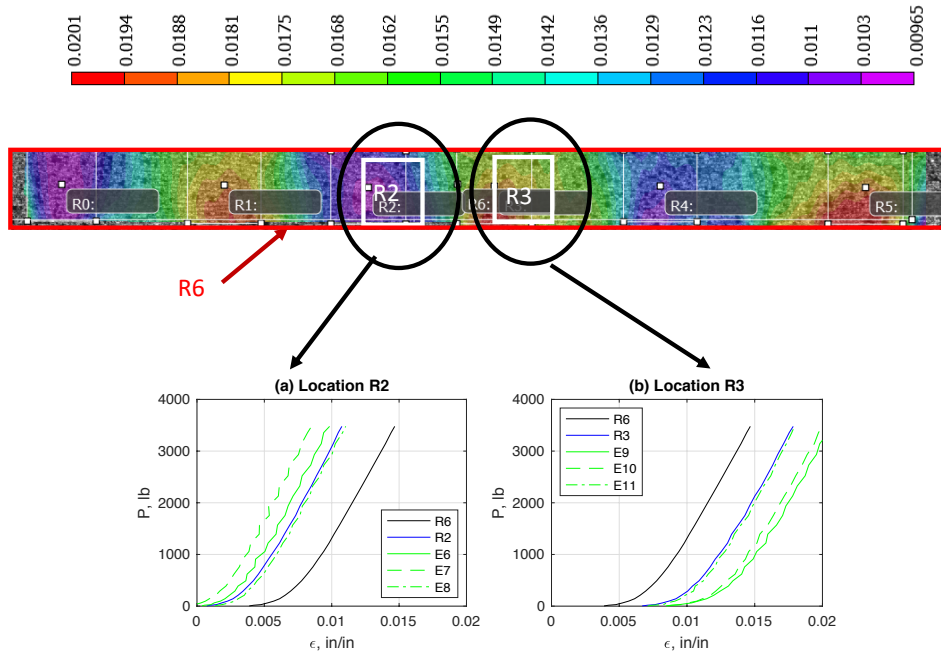 0.0201 0.0194 0.0188 0.0181 0.0175 0.0168 0.0162 0.0155 0.0149 0.0142 0.0136 0.0129 0.0123 0.0116 0.011 0.0103 0.00965
R2 R3
R0: R1: R2: R6: R4: R5:
R6
(a) Location R2
4000
3000
2000
1000
0
P, lb
R6
R2
E6
E7
E8
0 0.005 0.01 0.015 0.02
ϵ, in/in
(b) Location R3
4000
3000
2000
1000
0
P, lb
R6
R3
E9
E10
E11
0 0.005 0.01 0.015 0.02
ϵ, in/in